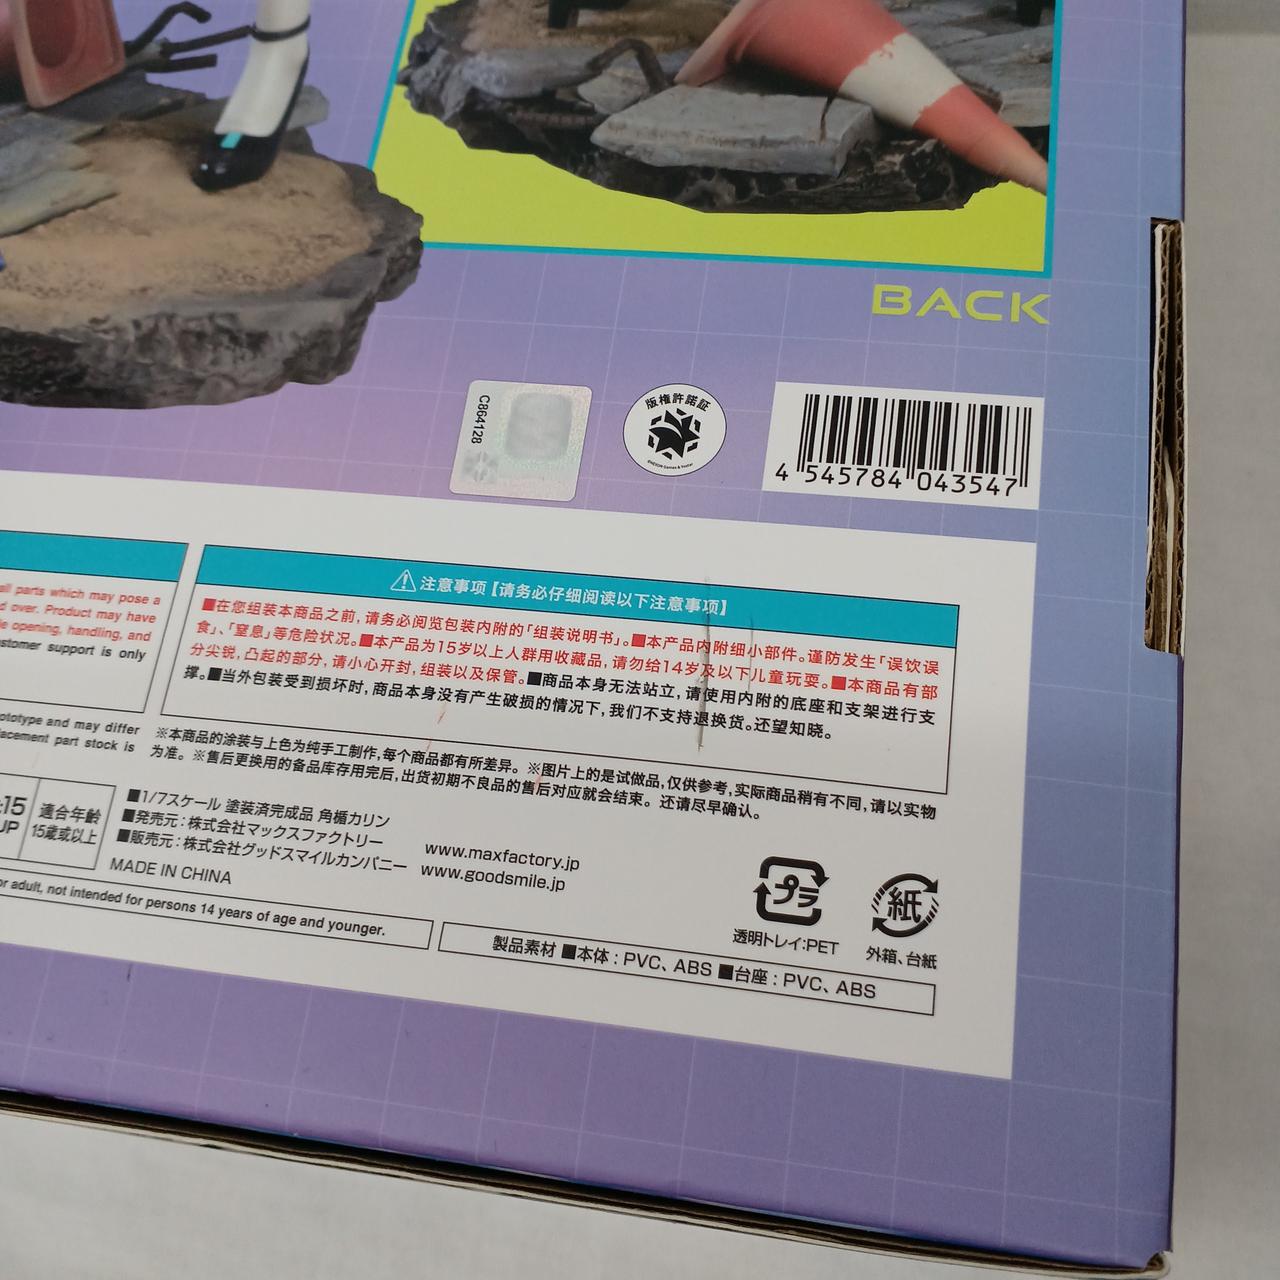 BACK
C864128
版権許諾証
©NEXON Games & Yostar
4 545784 043547
all parts which may pose a
d over. Product may have
le opening, handling, and
stomer support is only
ototype and may differ
lacement part stock is
注意事项【请务必仔细阅读以下注意事项】
■在您组装本商品之前,请务必阅览包装内附的「组装说明书」。■本产品内附细小部件。谨防发生「误饮误
食」、「窒息」等危险状况。■本产品为15岁以上人群用收藏品,请勿给14岁及以下儿童玩耍。■本商品有部
分尖锐,凸起的部分,请小心开封,组装以及保管。■商品本身无法站立,请使用内附的底座和支架进行支
撑。■当外包装受到损坏时,商品本身没有产生破损的情况下,我们不支持退换货。还望知晓。
※本商品的涂装与上色为纯手工制作,每个商品都有所差异。※图片上的是试做品,仅供参考,实际商品稍有不同,请以实物
为准。※售后更换用的备品库存用完后,出货初期不良品的售后对应就会结束。还请尽早确认。
15
UP
適合年齢
15歳或以上
■1/7スケール 塗装済完成品 角楯カリン
■発売元:株式会社マックスファクトリー
■販売元:株式会社グッドスマイルカンパニー
MADE IN CHINA
www.maxfactory.jp
www.goodsmile.jp
プラ
透明トレイ:PET
紙
外箱、台紙
or adult, not intended for persons 14 years of age and younger.
製品素材 ■本体:PVC、ABS ■台座:PVC、ABS